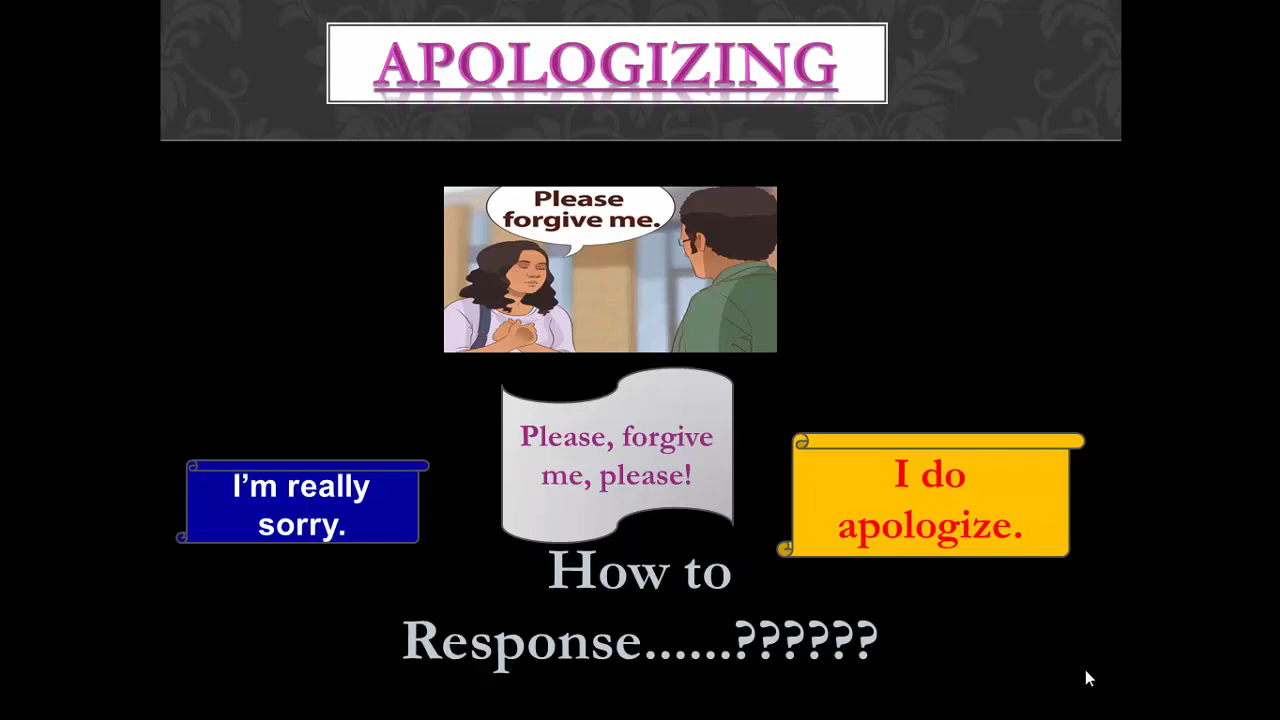 APOLOGIZING
Please
forgive me.
Please, forgive
me, please!
I'm really
sorry.
I do
apologize.
How to
Response......??????